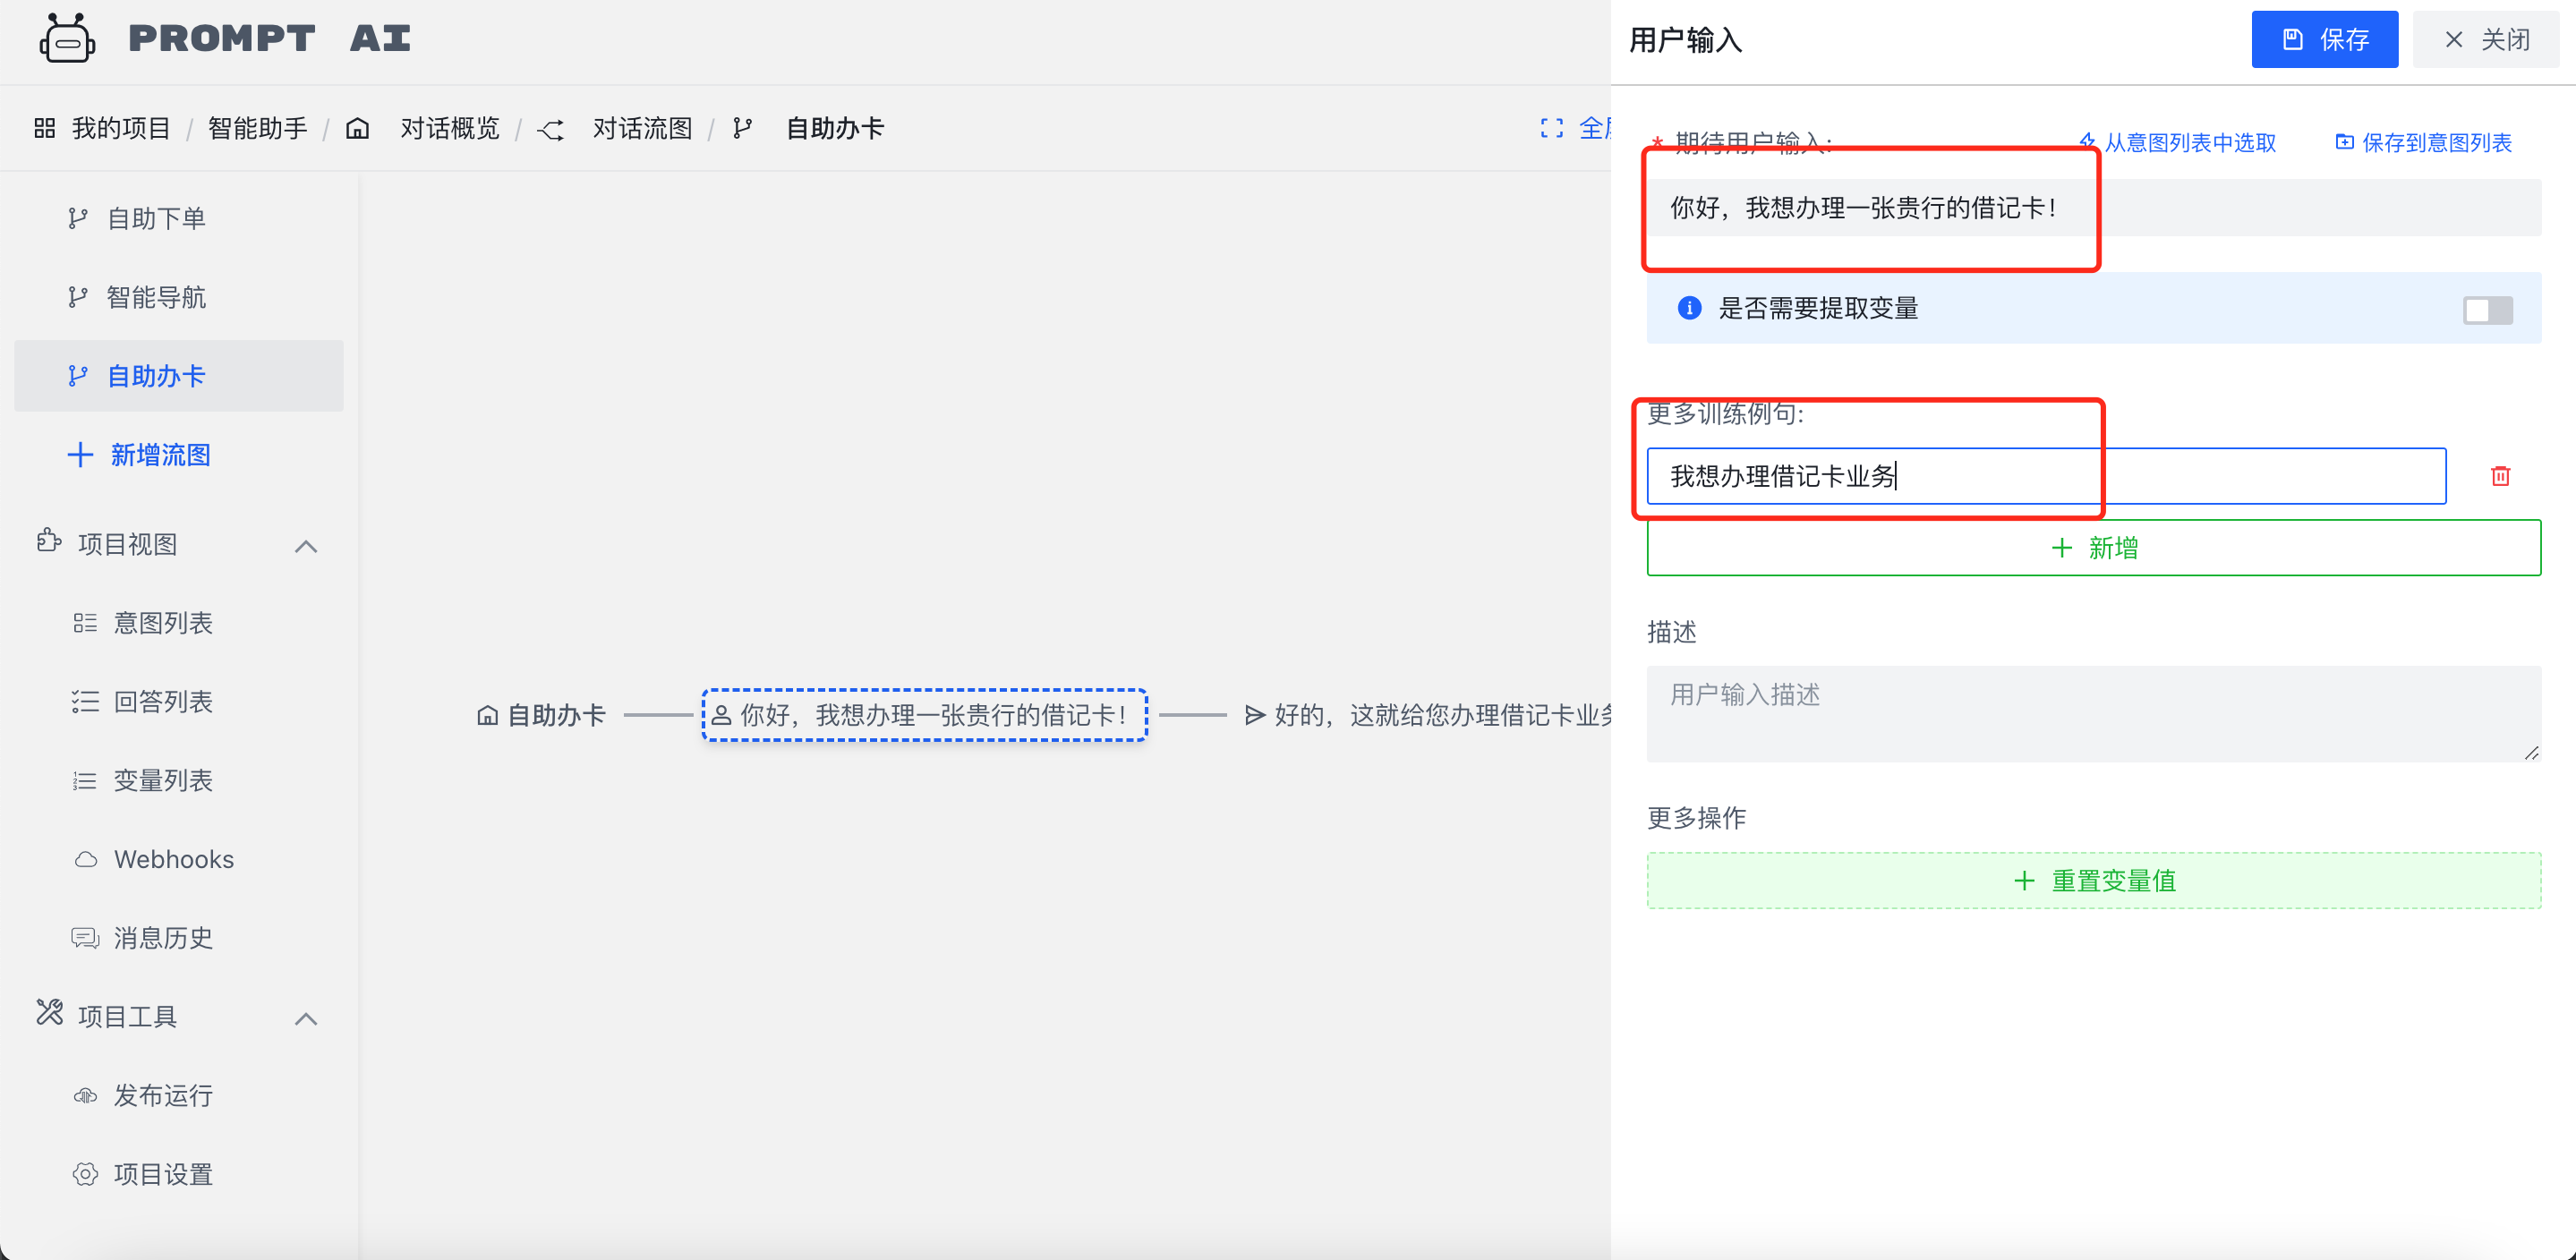 PROMPT AI
我的项目 / 智能助手 / 对话概览 / 对话流图 / 自助办卡
自助下单
智能导航
自助办卡
新增流图
项目视图
意图列表
回答列表
变量列表
Webhooks
消息历史
项目工具
发布运行
项目设置
自助办卡
你好，我想办理一张贵行的借记卡！
好的，这就给您办理借记卡业务
用户输入
保存
关闭
* 期待用户输入:
从意图列表中选取
保存到意图列表
你好，我想办理一张贵行的借记卡！
是否需要提取变量
更多训练例句:
我想办理借记卡业务
新增
描述
用户输入描述
更多操作
重置变量值